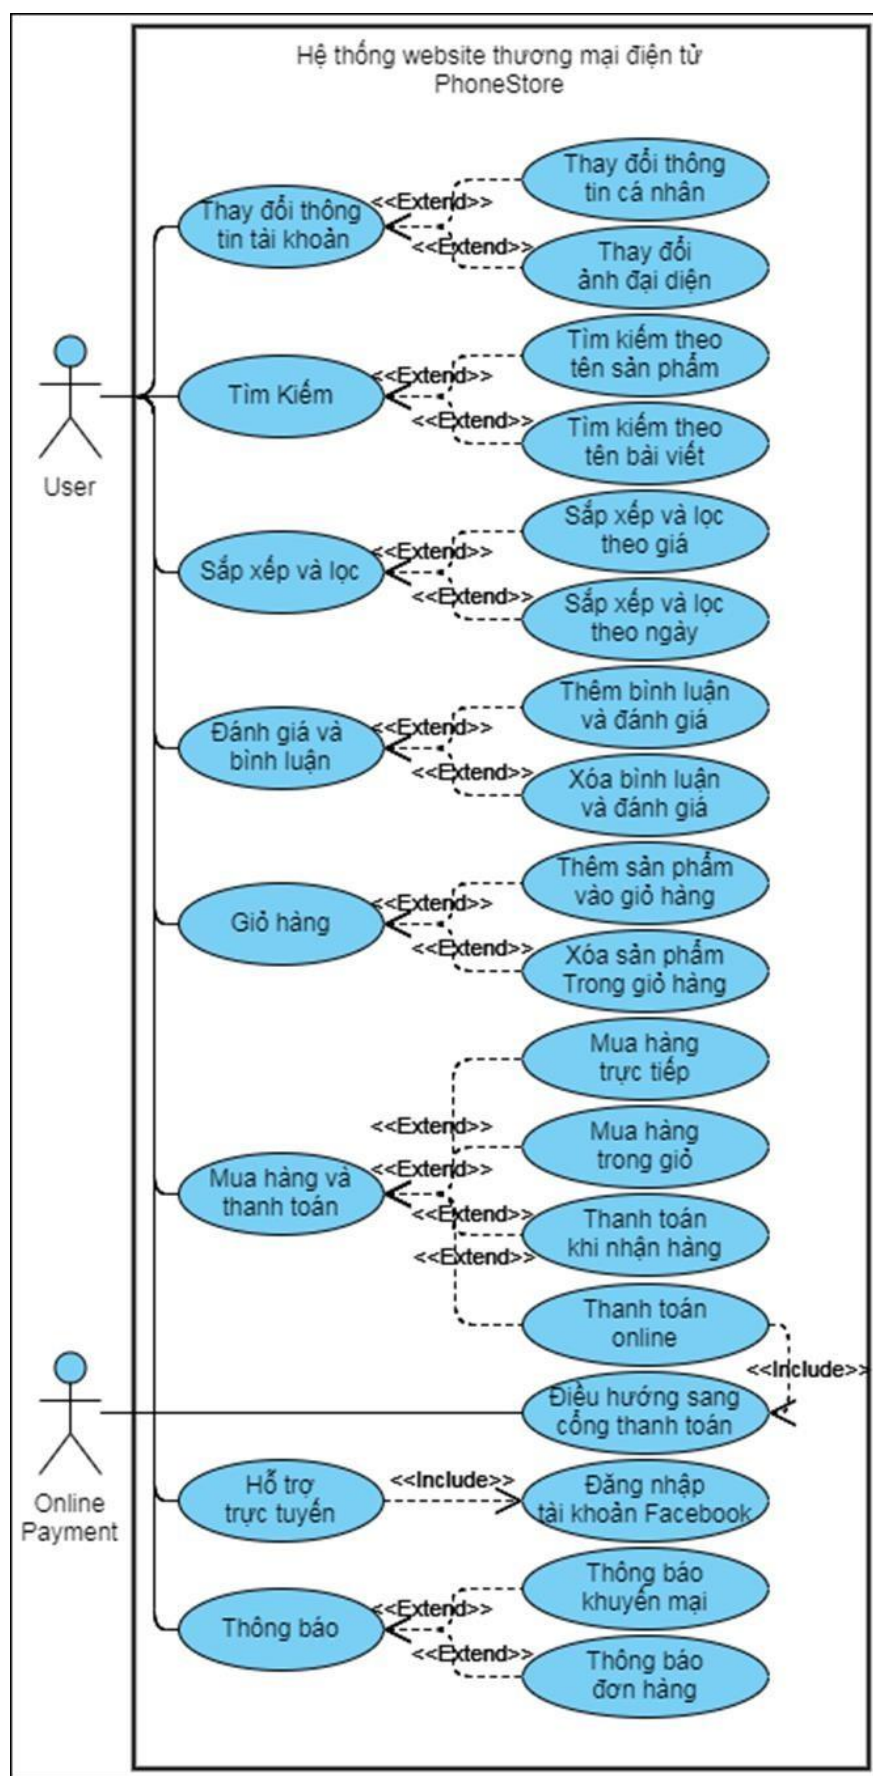 Hệ thống website thương mại điện tử
PhoneStore
Thay đổi thông
tin cá nhân
<<Extend>>
Thay đổi thông
tin tài khoản
<<Extend>>
Thay đổi
ảnh đại diện
Tìm kiếm theo
tên sản phẩm
<<Extend>>
Tìm Kiếm
<<Extend>>
Tìm kiếm theo
tên bài viết
User
Sắp xếp và lọc
theo giá
<<Extend>>
Sắp xếp và lọc
<<Extend>>
Sắp xếp và lọc
theo ngày
Thêm bình luận
và đánh giá
<<Extend>>
Đánh giá và
bình luận
<<Extend>>
Xóa bình luận
và đánh giá
Thêm sản phẩm
vào giỏ hàng
<<Extend>>
Giỏ hàng
<<Extend>>
Xóa sản phẩm
Trong giỏ hàng
Mua hàng
trực tiếp
<<Extend>>
Mua hàng
trong giỏ
<<Extend>>
Mua hàng và
thanh toán
<<Extend>>
Thanh toán
khi nhận hàng
<<Extend>>
Thanh toán
online
<<Include>>
Điều hướng sang
cổng thanh toán
Online
Payment
Hỗ trợ
trực tuyến
<<Include>>
Đăng nhập
tài khoản Facebook
Thông báo
khuyến mại
<<Extend>>
Thông báo
<<Extend>>
Thông báo
đơn hàng